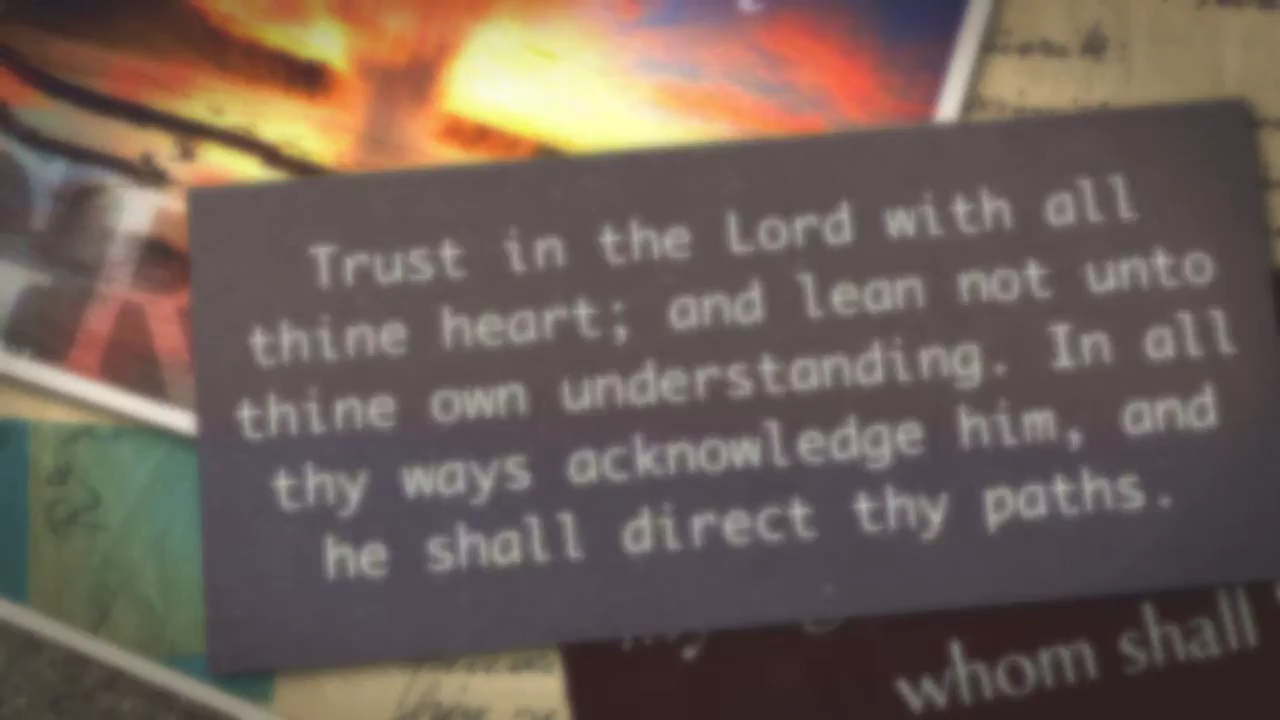 Trust in the Lord with all
thine heart; and lean not unto
thine own understanding. In all
thy ways acknowledge him, and
he shall direct thy paths.
whom shall